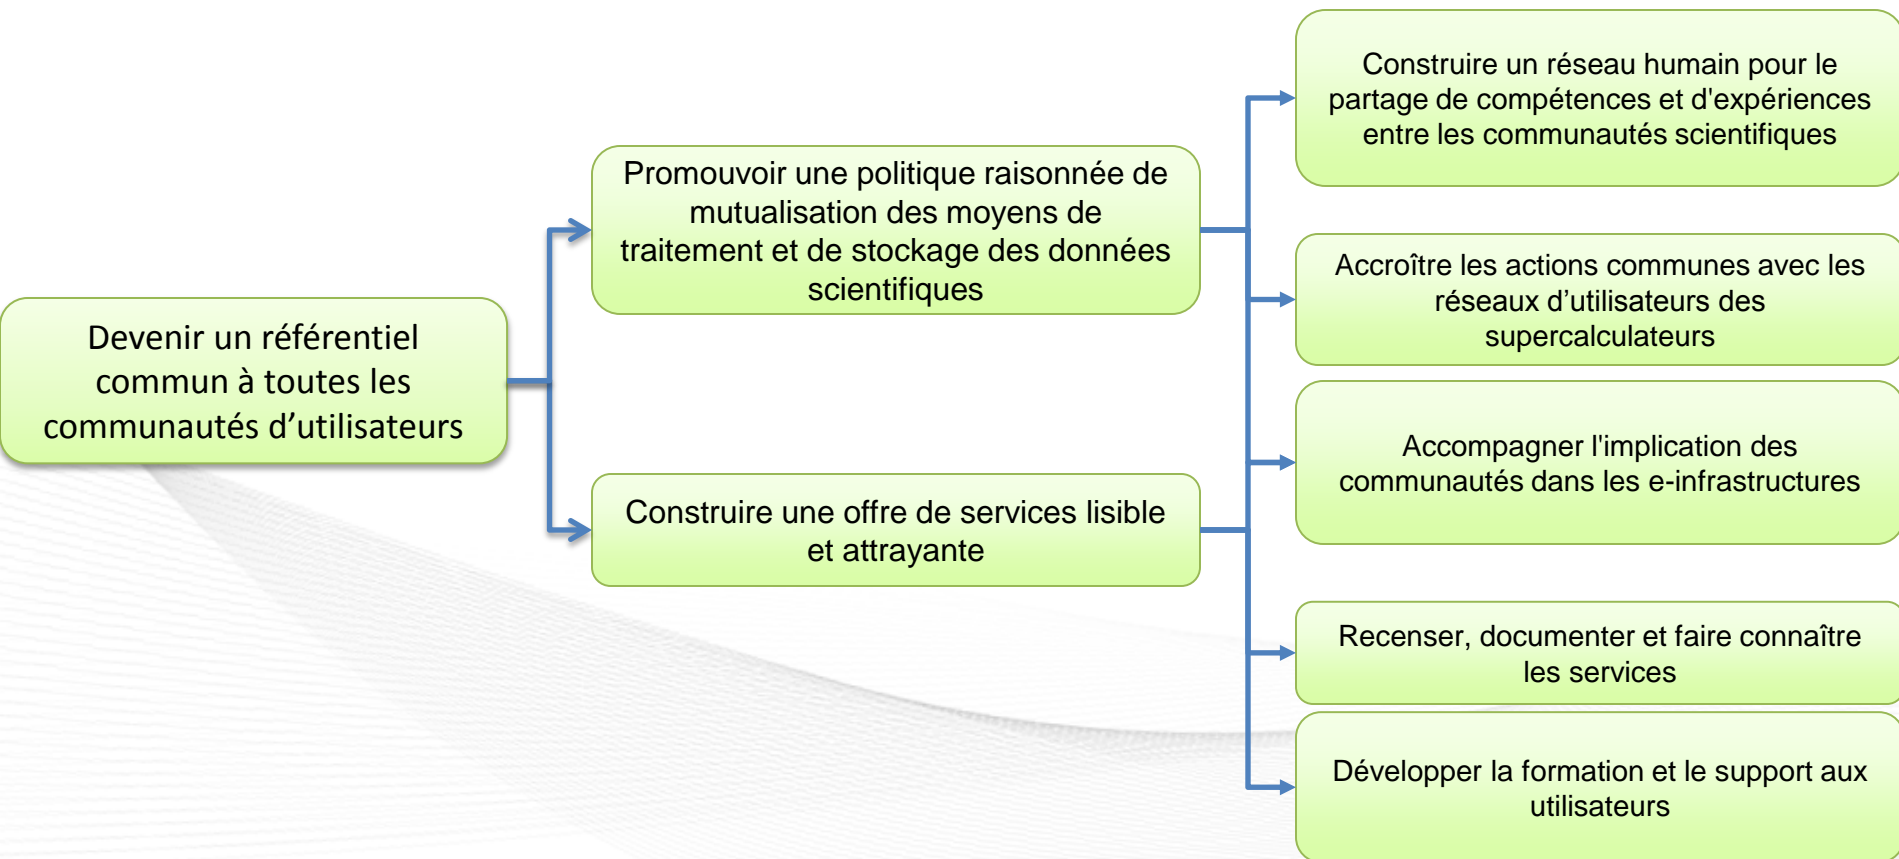 Devenir un référentiel
commun à toutes les
communautés d’utilisateurs
Promouvoir une politique raisonnée de
mutualisation des moyens de
traitement et de stockage des données
scientifiques
Construire une offre de services lisible
et attrayante
Construire un réseau humain pour le
partage de compétences et d'expériences
entre les communautés scientifiques
Accroître les actions communes avec les
réseaux d’utilisateurs des
supercalculateurs
Accompagner l'implication des
communautés dans les e-infrastructures
Recenser, documenter et faire connaître
les services
Développer la formation et le support aux
utilisateurs